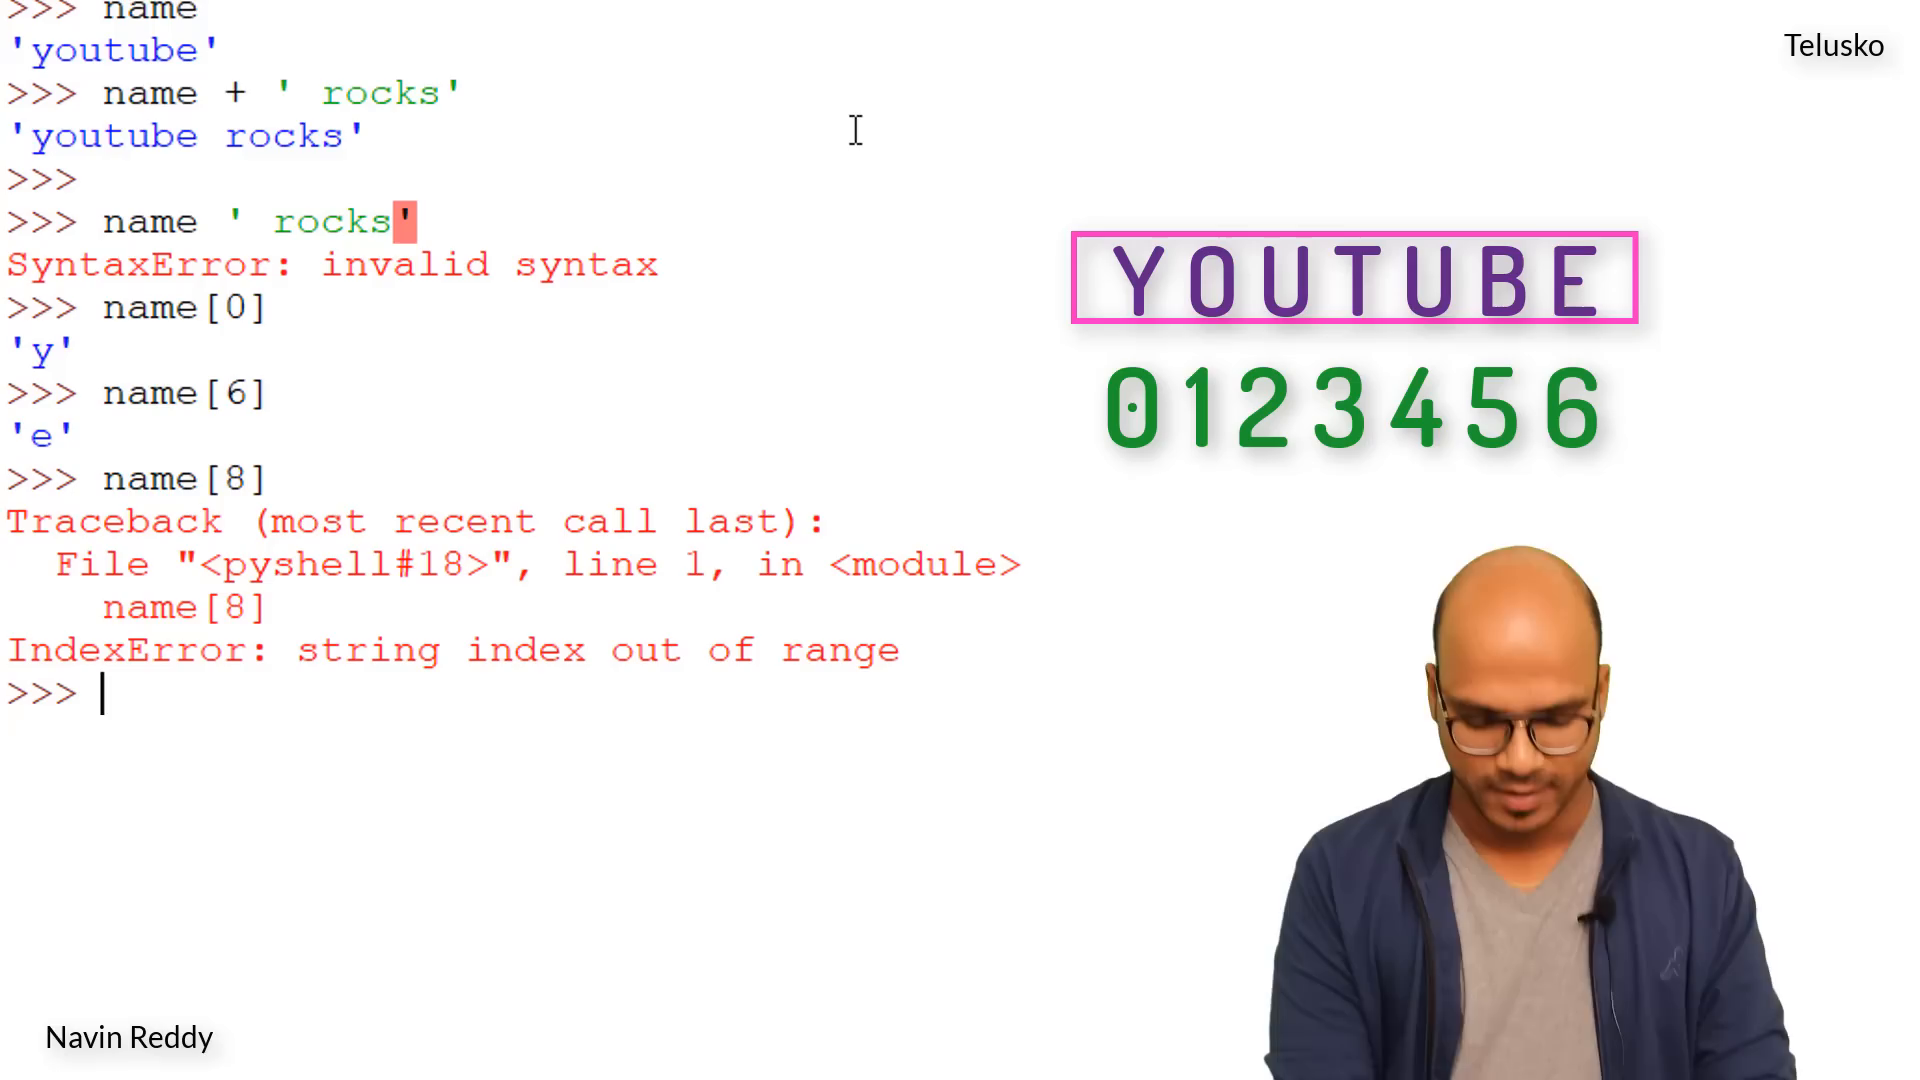 >>> name
'youtube'
>>> name + ' rocks'
'youtube rocks'
>>>
>>> name ' rocks'
SyntaxError: invalid syntax
>>> name[0]
'y'
>>> name[6]
'e'
>>> name[8]
Traceback (most recent call last):
  File "<pyshell#18>", line 1, in <module>
    name[8]
IndexError: string index out of range
>>>
Telusko
YOUTUBE
0123456
Navin Reddy